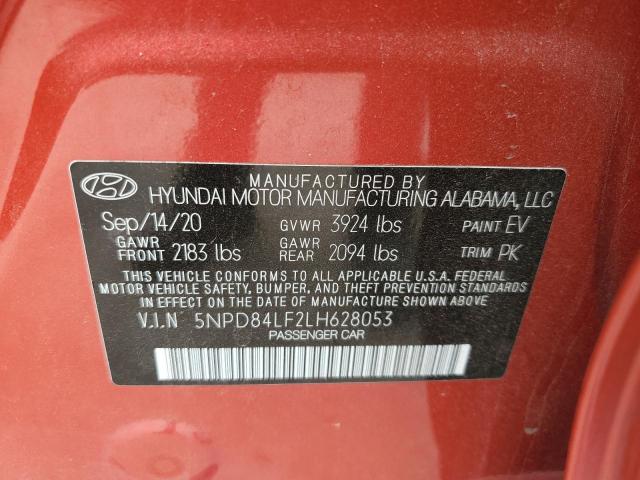 MANUFACTURED BY
HYUNDAI MOTOR MANUFACTURING ALABAMA, LLC
Sep/14/20 GVWR 3924 lbs PAINT EV
GAWR FRONT 2183 lbs GAWR REAR 2094 lbs TRIM PK
THIS VEHICLE CONFORMS TO ALL APPLICABLE U.S.A. FEDERAL
MOTOR VEHICLE SAFETY, BUMPER, AND THEFT PREVENTION STANDARDS
IN EFFECT ON THE DATE OF MANUFACTURE SHOWN ABOVE.
V.I.N 5NPD84LF2LH628053
PASSENGER CAR